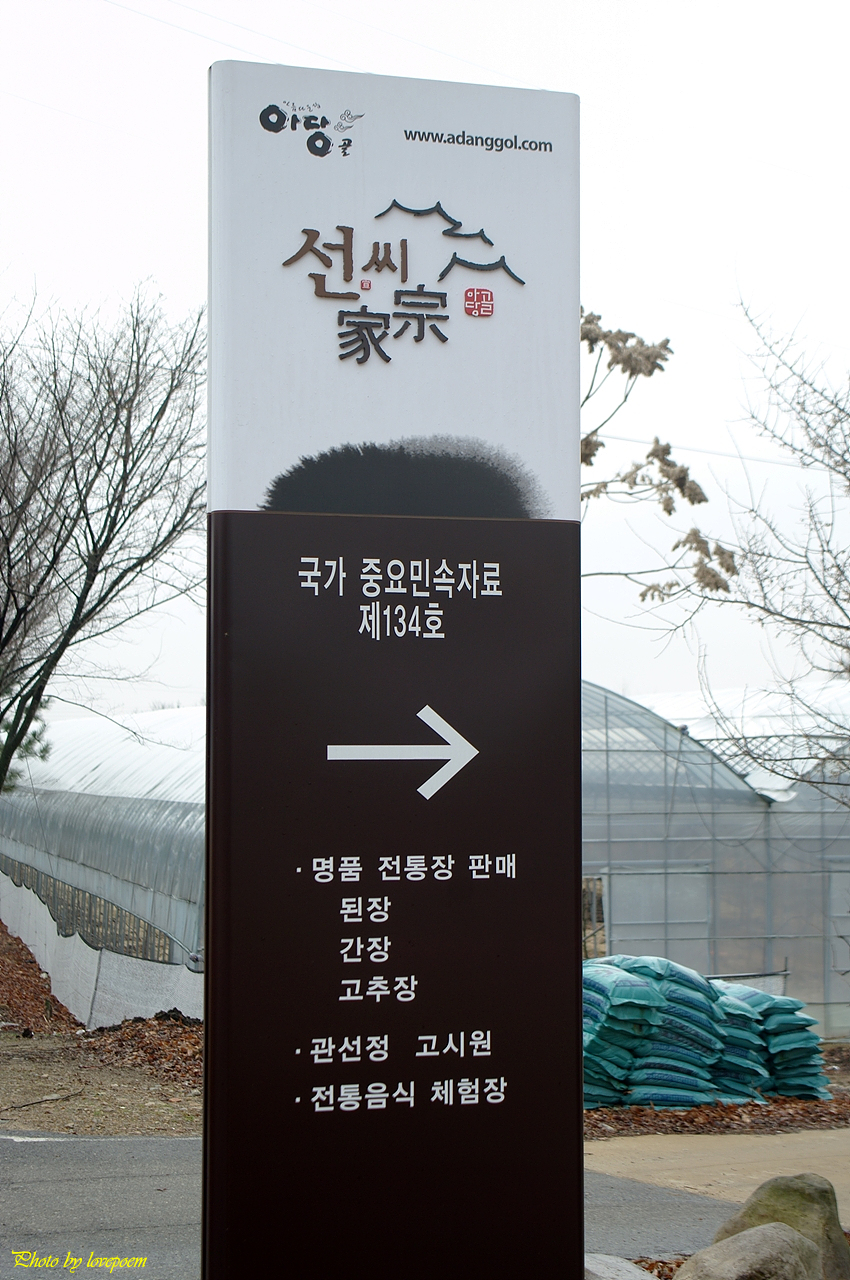 아당골
www.adanggol.com
선씨
宗家
아당골
국가 중요민속자료
제134호
· 명품 전통장 판매
된장
간장
고추장
· 관선정 고시원
· 전통음식 체험장
Photo by lovepoem